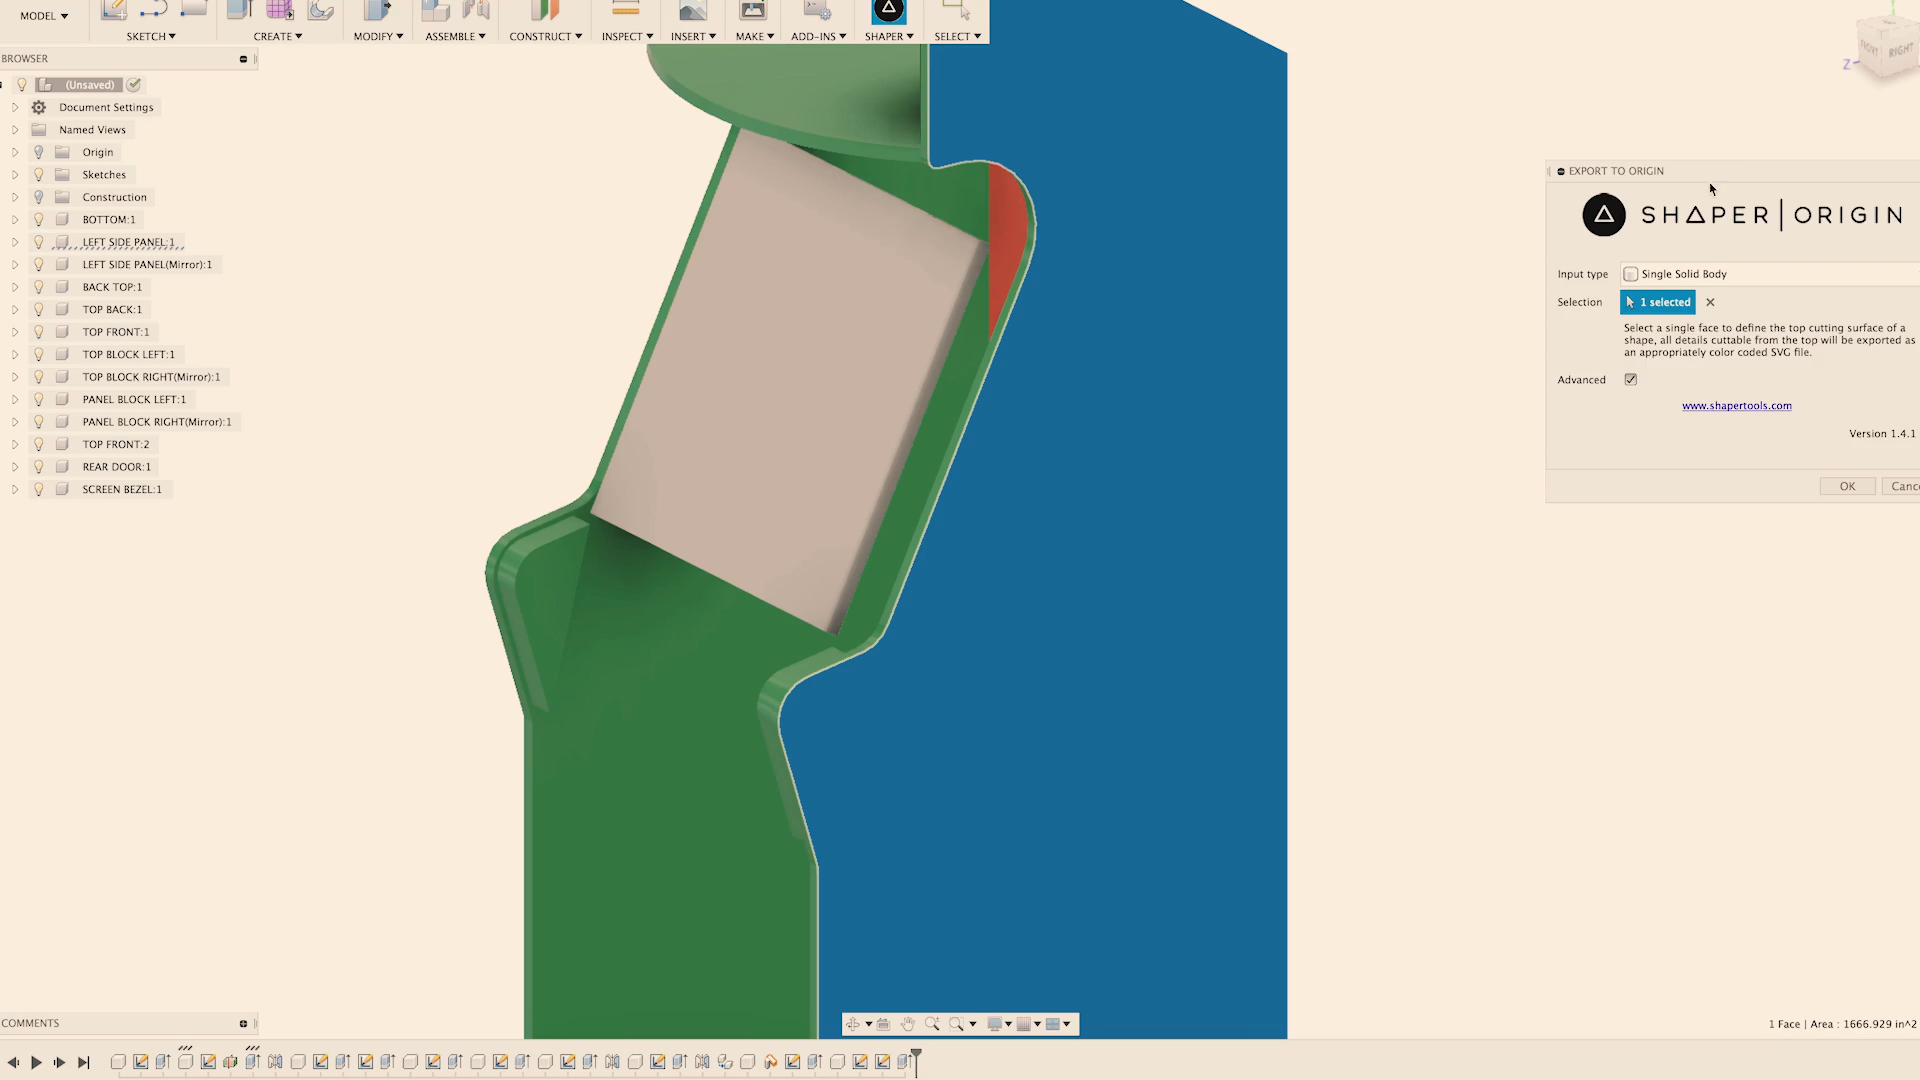 MODEL
SKETCH CREATE MODIFY ASSEMBLE CONSTRUCT INSPECT INSERT MAKE ADD-INS SHAPER SELECT
BROWSER
(Unsaved)
Document Settings
Named Views
Origin
Sketches
Construction
BOTTOM:1
LEFT SIDE PANEL:1
LEFT SIDE PANEL(Mirror):1
BACK TOP:1
TOP BACK:1
TOP FRONT:1
TOP BLOCK LEFT:1
TOP BLOCK RIGHT(Mirror):1
PANEL BLOCK LEFT:1
PANEL BLOCK RIGHT(Mirror):1
TOP FRONT:2
REAR DOOR:1
SCREEN BEZEL:1
COMMENTS
Z
RIGHT
EXPORT TO ORIGIN
SHAPER | ORIGIN
Input type Single Solid Body
Selection 1 selected
Select a single face to define the top cutting surface of a
shape, all details cuttable from the top will be exported as
an appropriately color coded SVG file.
Advanced
www.shapertools.com
Version 1.4.1
OK Cance
1 Face | Area : 1666.929 in^2